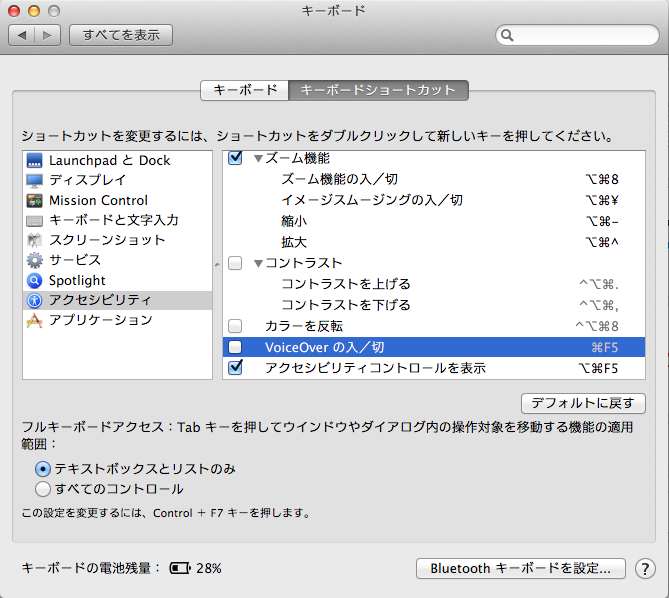 キーボード
すべてを表示
キーボード キーボードショートカット
ショートカットを変更するには、ショートカットをダブルクリックして新しいキーを押してください。
Launchpad と Dock
ディスプレイ
Mission Control
キーボードと文字入力
スクリーンショット
サービス
Spotlight
アクセシビリティ
アプリケーション
ズーム機能
ズーム機能の入／切 ⌥⌘8
イメージスムージングの入／切 ⌥⌘¥
縮小 ⌥⌘-
拡大 ⌥⌘^
コントラスト
コントラストを上げる ^⌥⌘.
コントラストを下げる ^⌥⌘,
カラーを反転 ^⌥⌘8
VoiceOver の入／切 ⌘F5
アクセシビリティコントロールを表示 ⌥⌘F5
デフォルトに戻す
フルキーボードアクセス：Tab キーを押してウインドウやダイアログ内の操作対象を移動する機能の適用
範囲：
テキストボックスとリストのみ
すべてのコントロール
この設定を変更するには、Control + F7 キーを押します。
キーボードの電池残量： 28%
Bluetooth キーボードを設定... ?